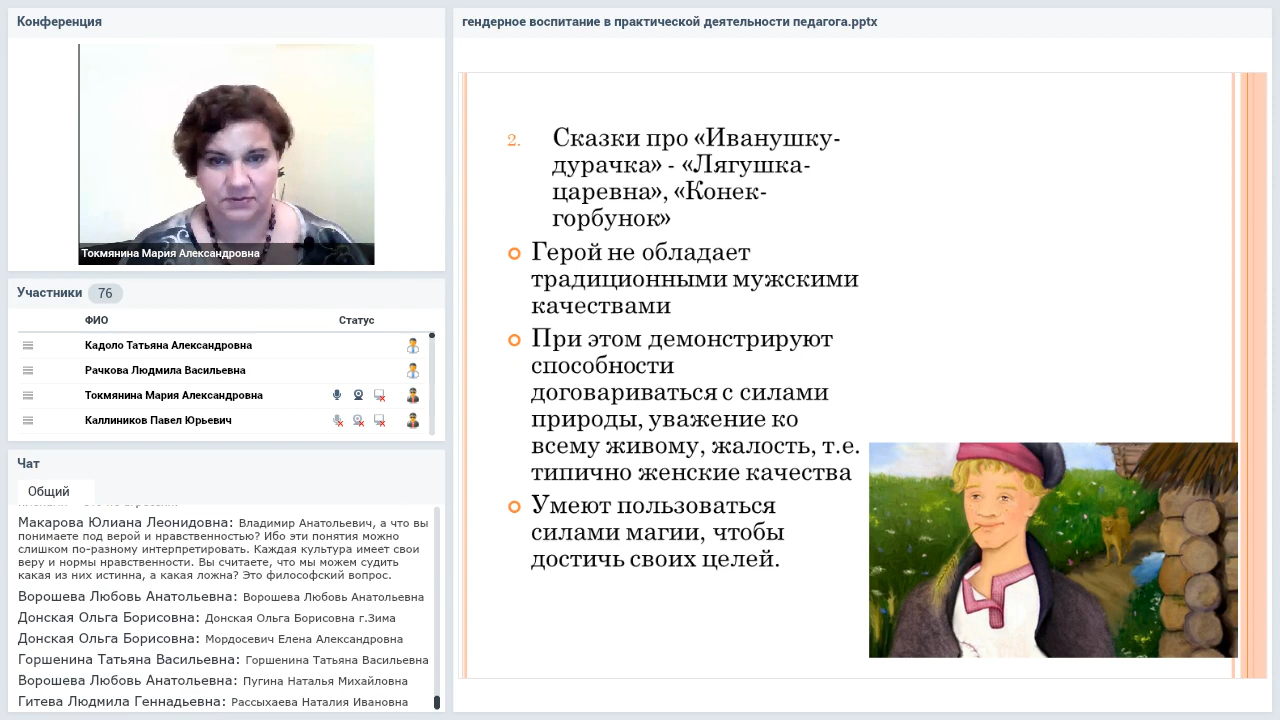 Конференция
Токмянина Мария Александровна
Участники 76
ФИО Статус
Кадоло Татьяна Александровна
Рачкова Людмила Васильевна
Токмянина Мария Александровна
Каллиников Павел Юрьевич
Чат
Общий
Макарова Юлиана Леонидовна: Владимир Анатольевич, а что вы
понимаете под верой и нравственностью? Ибо эти понятия можно
слишком по-разному интерпретировать. Каждая культура имеет свои
веру и нормы нравственности. Вы считаете, что мы можем судить
какая из них истинна, а какая ложна? Это философский вопрос.
Ворошева Любовь Анатольевна: Ворошева Любовь Анатольевна
Донская Ольга Борисовна: Донская Ольга Борисовна г.Зима
Донская Ольга Борисовна: Мордосевич Елена Александровна
Горшенина Татьяна Васильевна: Горшенина Татьяна Васильевна
Ворошева Любовь Анатольевна: Пугина Наталья Михайловна
Гитева Людмила Геннадьевна: Рассыхаева Наталия Ивановна
гендерное воспитание в практической деятельности педагога.pptx
2. Сказки про «Иванушку-
дурачка» - «Лягушка-
царевна», «Конек-
горбунок»
Герой не обладает
традиционными мужскими
качествами
При этом демонстрируют
способности
договариваться с силами
природы, уважение ко
всему живому, жалость, т.е.
типично женские качества
Умеют пользоваться
силами магии, чтобы
достичь своих целей.